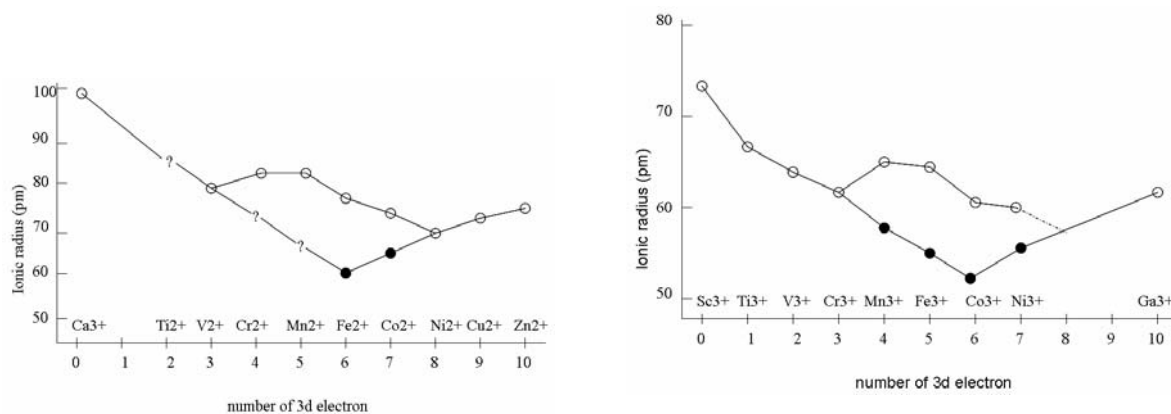 100
90
80
70
60
50
Ionic radius (pm)
?
?
?
Ca3+ Ti2+ V2+ Cr2+ Mn2+ Fe2+ Co2+ Ni2+ Cu2+ Zn2+
0 1 2 3 4 5 6 7 8 9 10
number of 3d electron
80
70
60
50
Ionic radius (pm)
Sc3+ Ti3+ V3+ Cr3+ Mn3+ Fe3+ Co3+ Ni3+ Ga3+
0 1 2 3 4 5 6 7 8 9 10
number of 3d electron